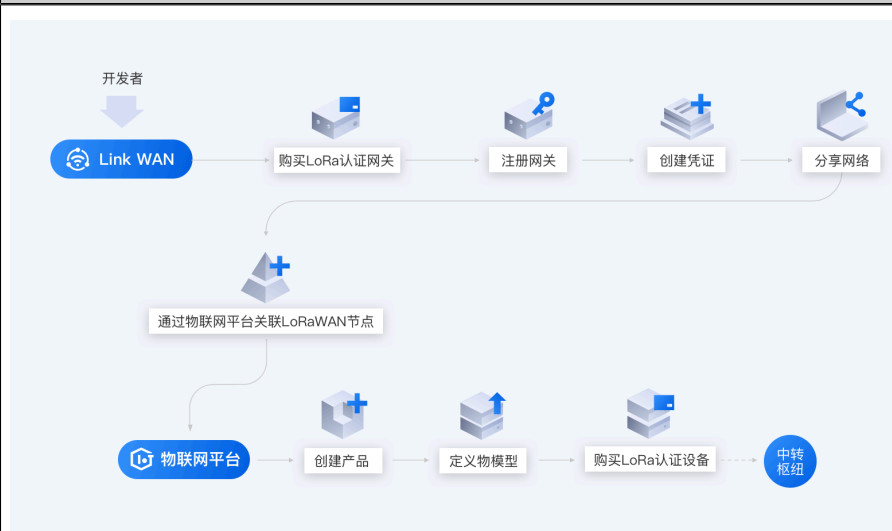 开发者
Link WAN
购买LoRa认证网关
注册网关
创建凭证
分享网络
通过物联网平台关联LoRaWAN节点
物联网平台
创建产品
定义物模型
购买LoRa认证设备
中转
枢纽